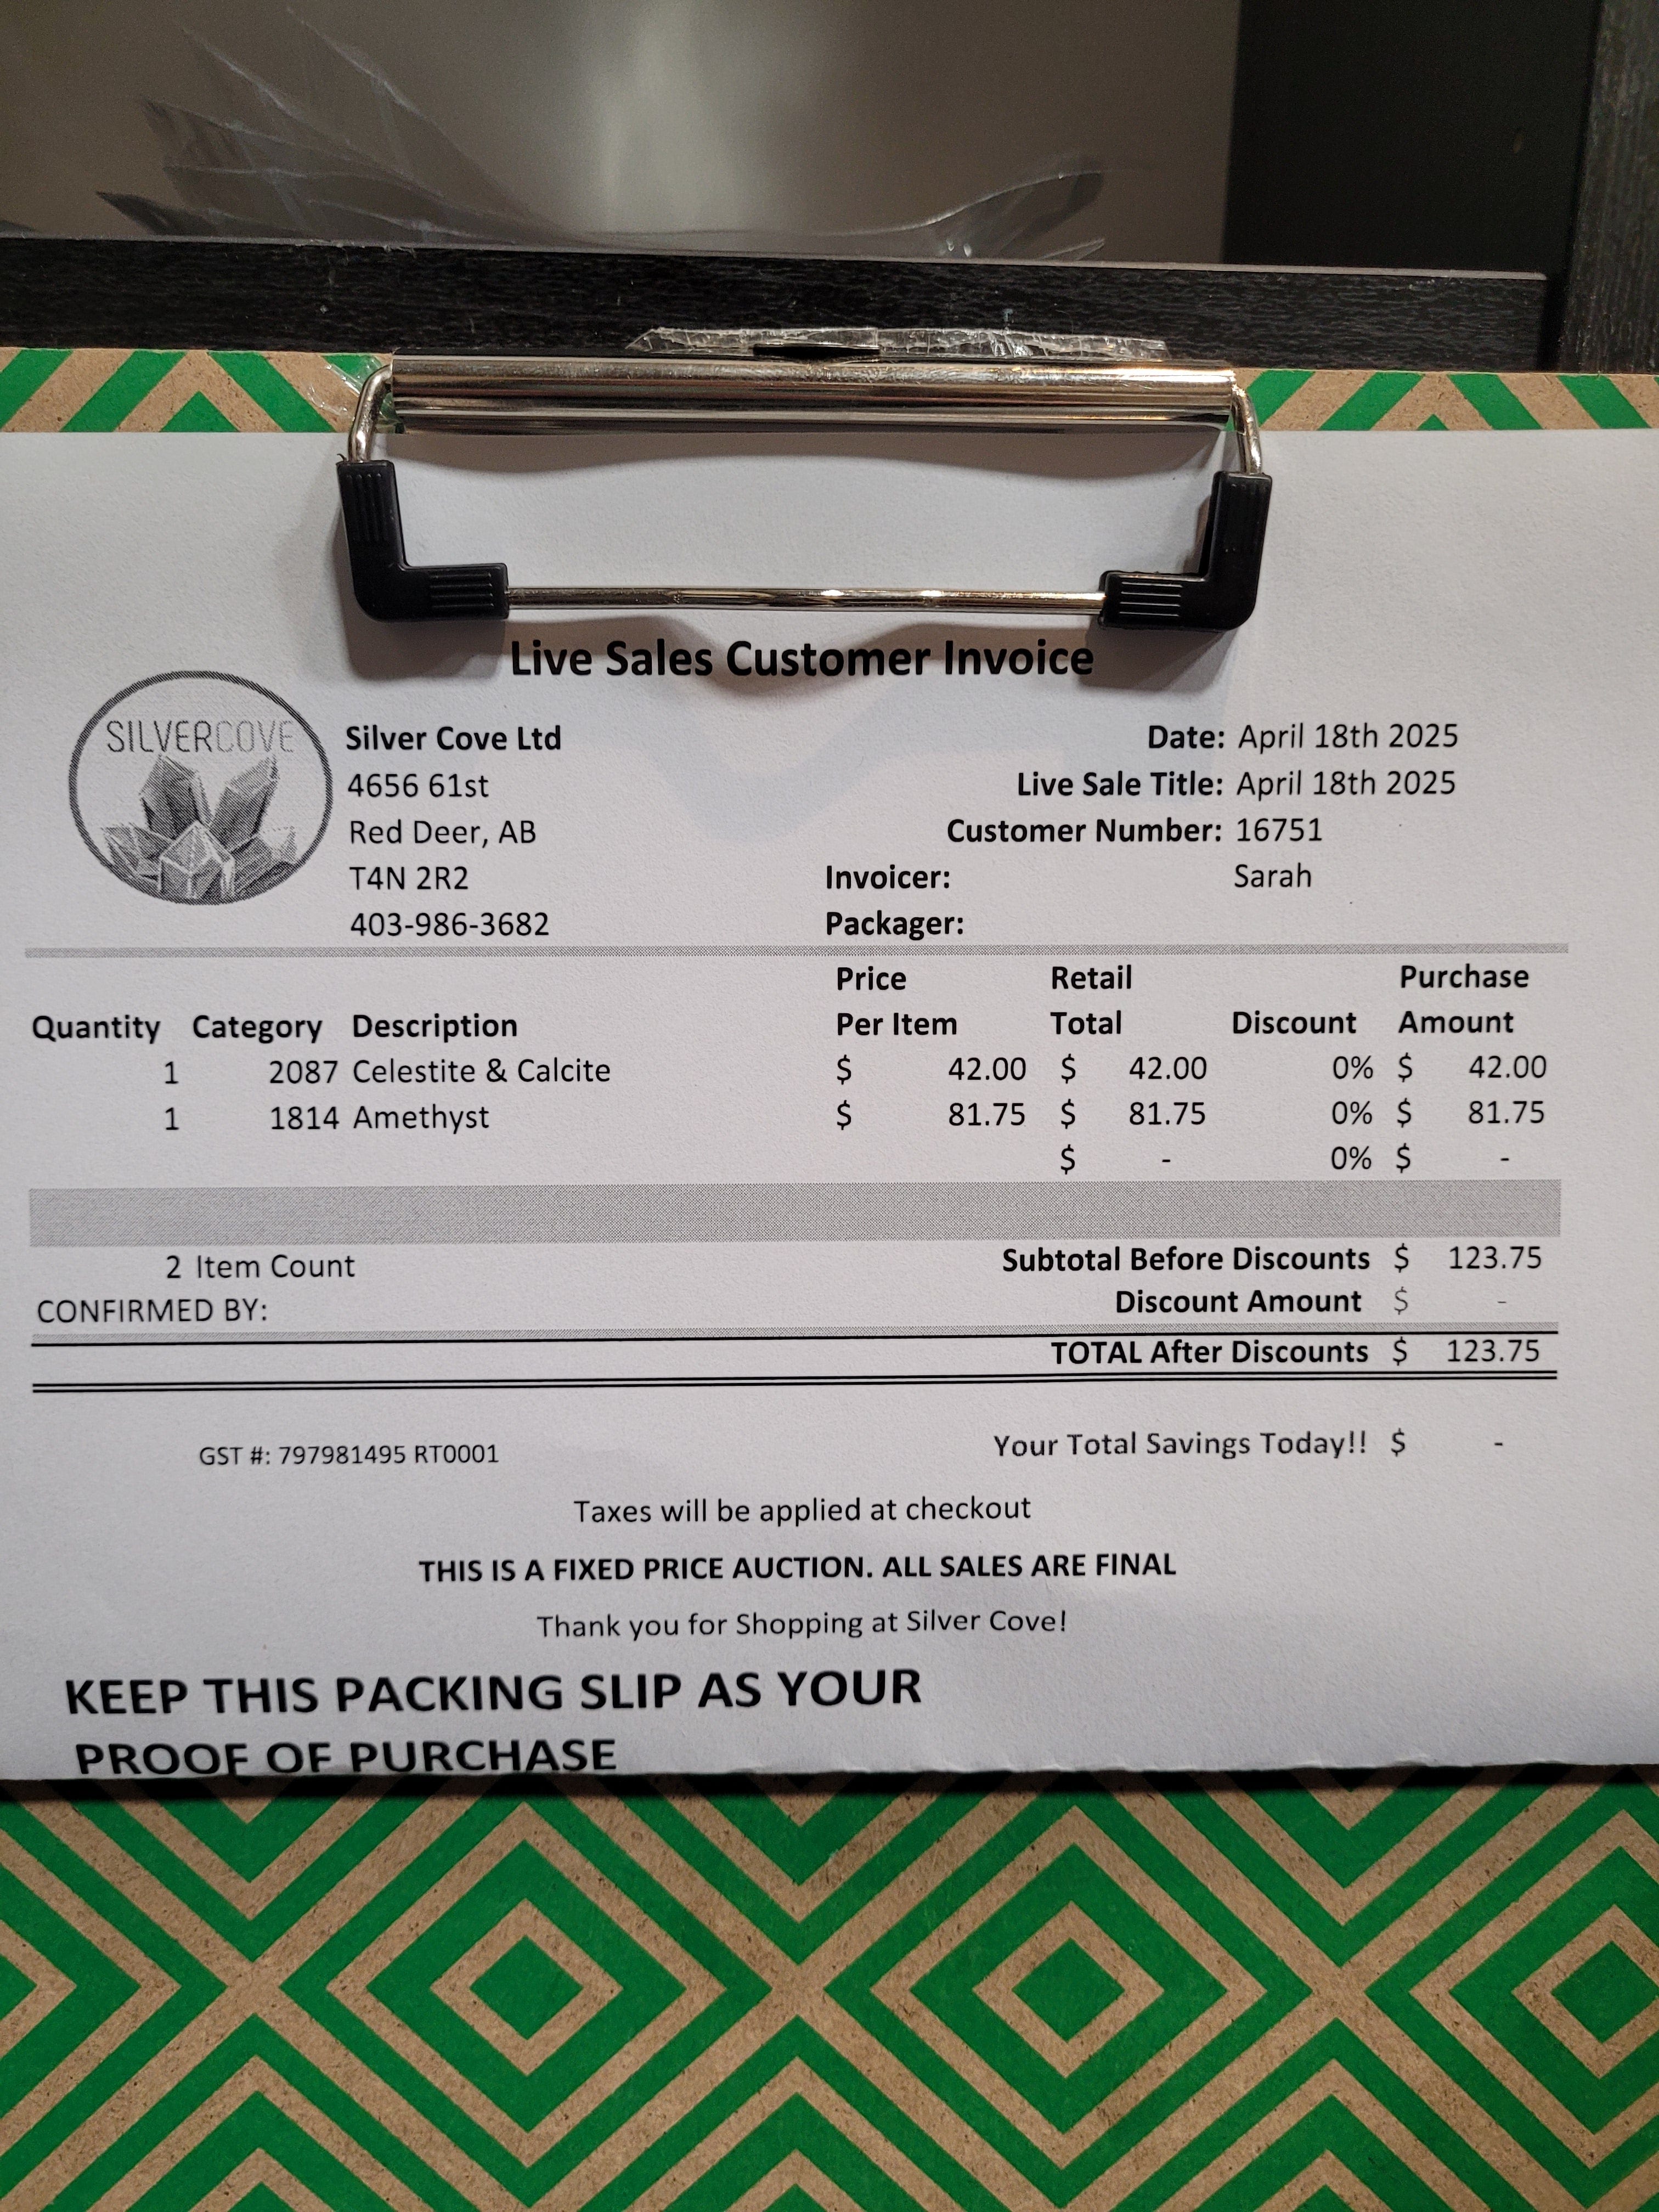 Live Sales Customer Invoice
SILVERCOVE
Silver Cove Ltd
4656 61st
Red Deer, AB
T4N 2R2
403-986-3682
Date: April 18th 2025
Live Sale Title: April 18th 2025
Customer Number: 16751
Invoicer: Sarah
Packager:
Quantity Category Description Price Per Item Retail Total Discount Purchase Amount
1 2087 Celestite & Calcite $ 42.00 $ 42.00 0% $ 42.00
1 1814 Amethyst $ 81.75 $ 81.75 0% $ 81.75
$ - 0% $ -
2 Item Count Subtotal Before Discounts $ 123.75
CONFIRMED BY: Discount Amount $ -
TOTAL After Discounts $ 123.75
GST #: 797981495 RT0001 Your Total Savings Today!! $ -
Taxes will be applied at checkout
THIS IS A FIXED PRICE AUCTION. ALL SALES ARE FINAL
Thank you for Shopping at Silver Cove!
KEEP THIS PACKING SLIP AS YOUR
PROOF OF PURCHASE